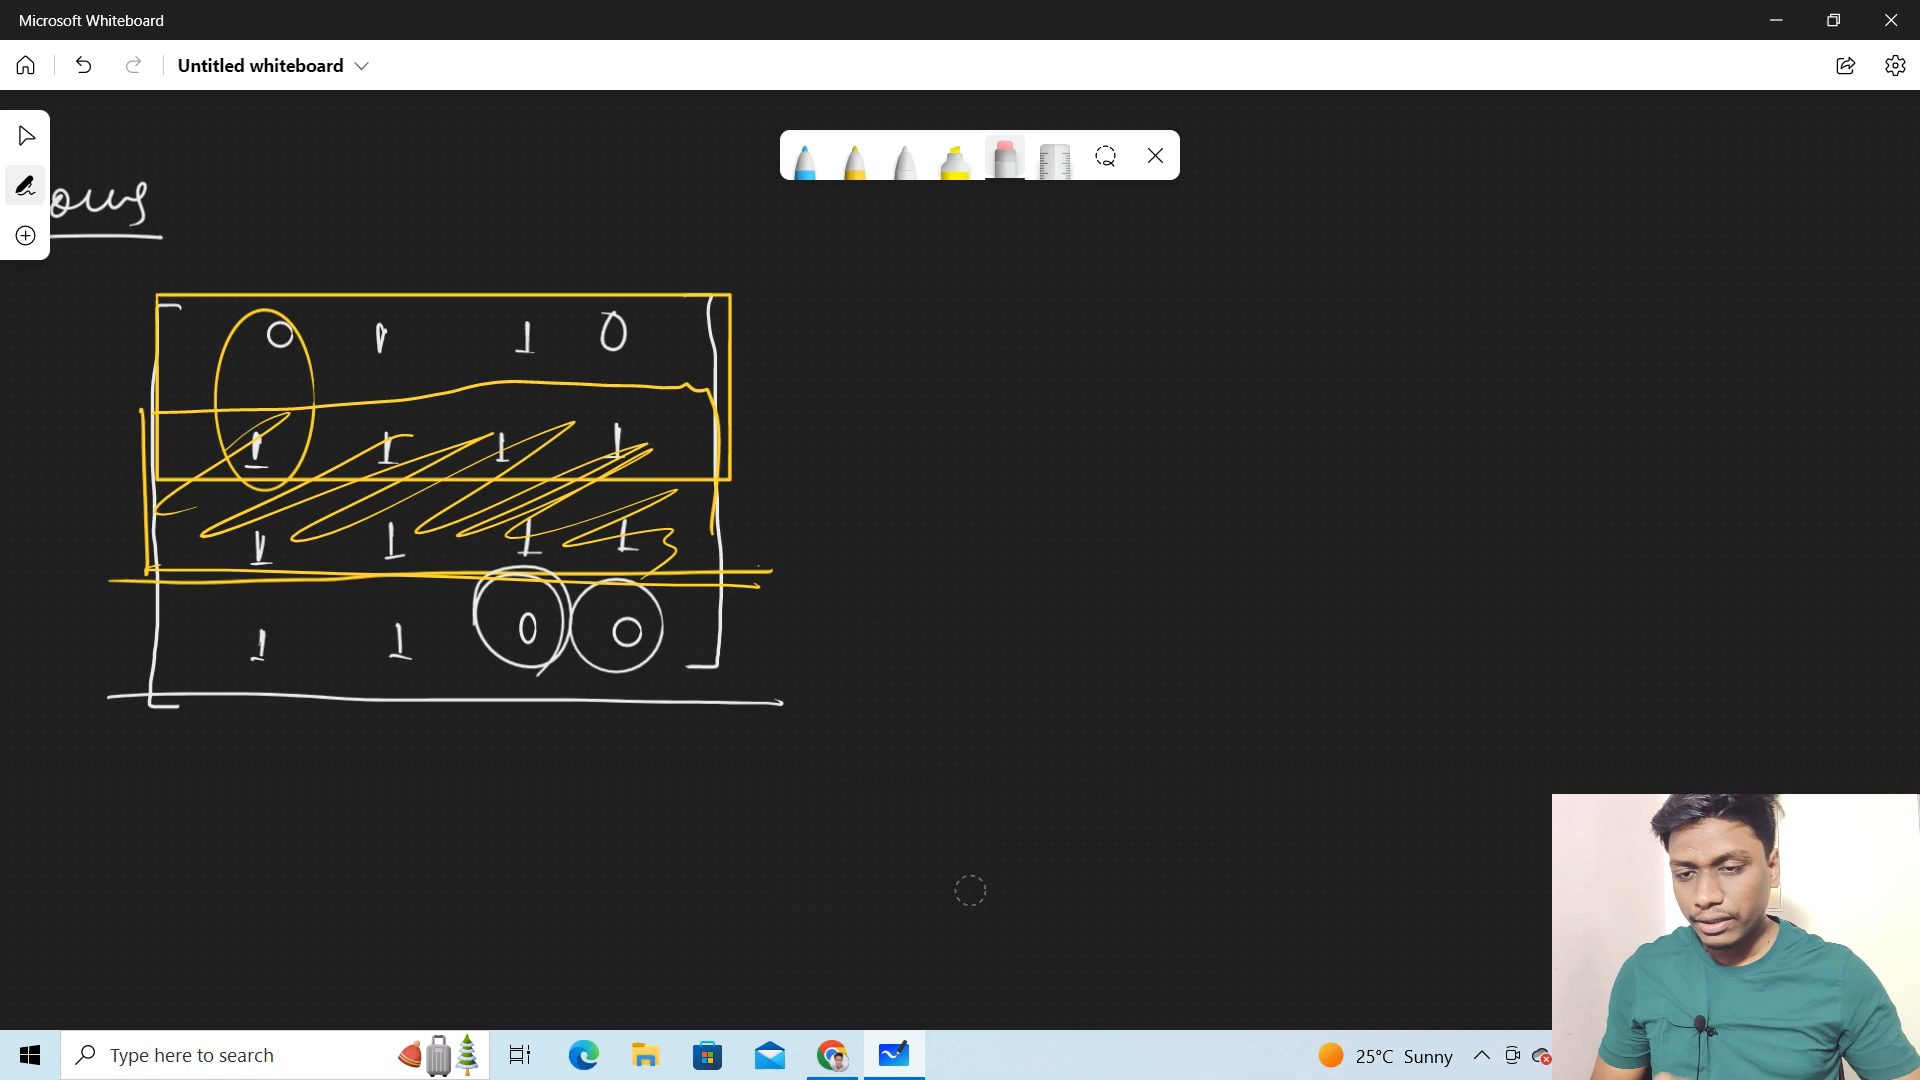 Microsoft Whiteboard
Untitled whiteboard
0 1 1 0
1 1 1 1
1 1 1 1
1 1 0 0
Type here to search
25°C Sunny